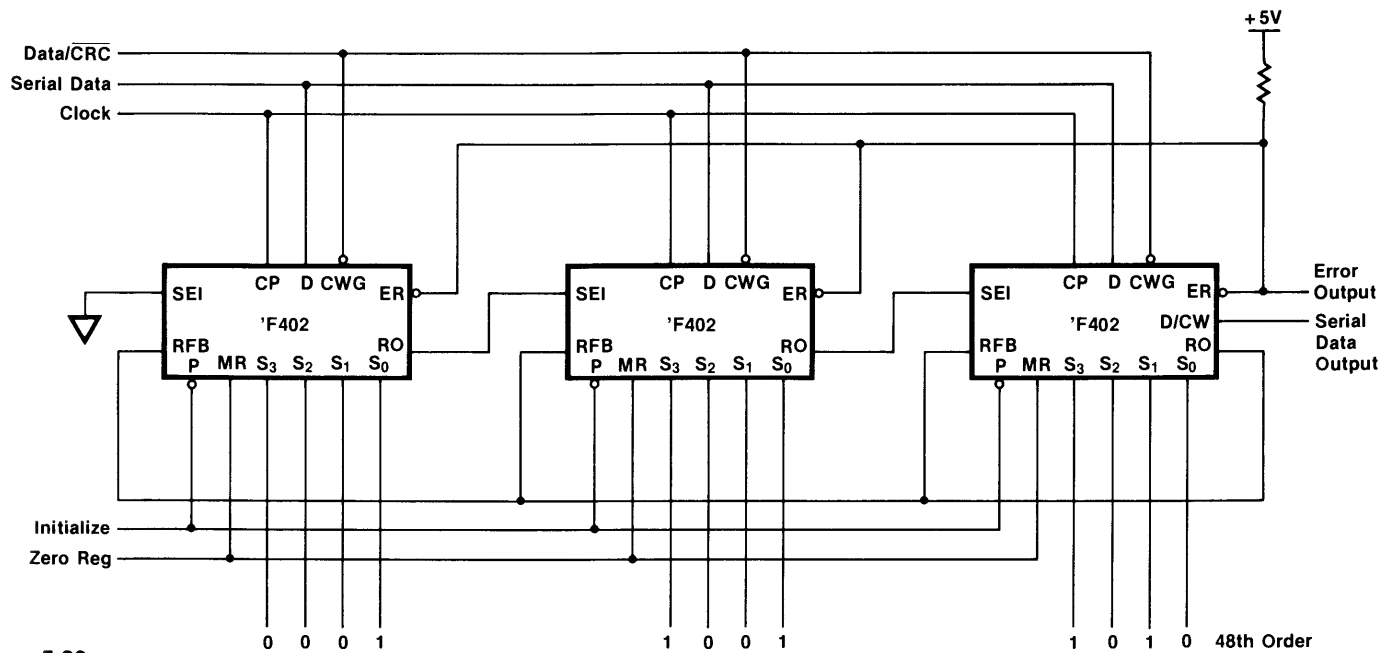 +5V
Data/C̅R̅C̅
Serial Data
Clock
CP D CWG
SEI
ER
'F402
RFB
RO
P MR S3 S2 S1 S0
CP D CWG
SEI
ER
'F402
RFB
RO
P MR S3 S2 S1 S0
CP D CWG
SEI
ER
'F402
D/CW
RFB
RO
P MR S3 S2 S1 S0
Error
Output
Serial
Data
Output
Initialize
Zero Reg
0 0 0 1 1 0 0 1 1 0 1 0 48th Order